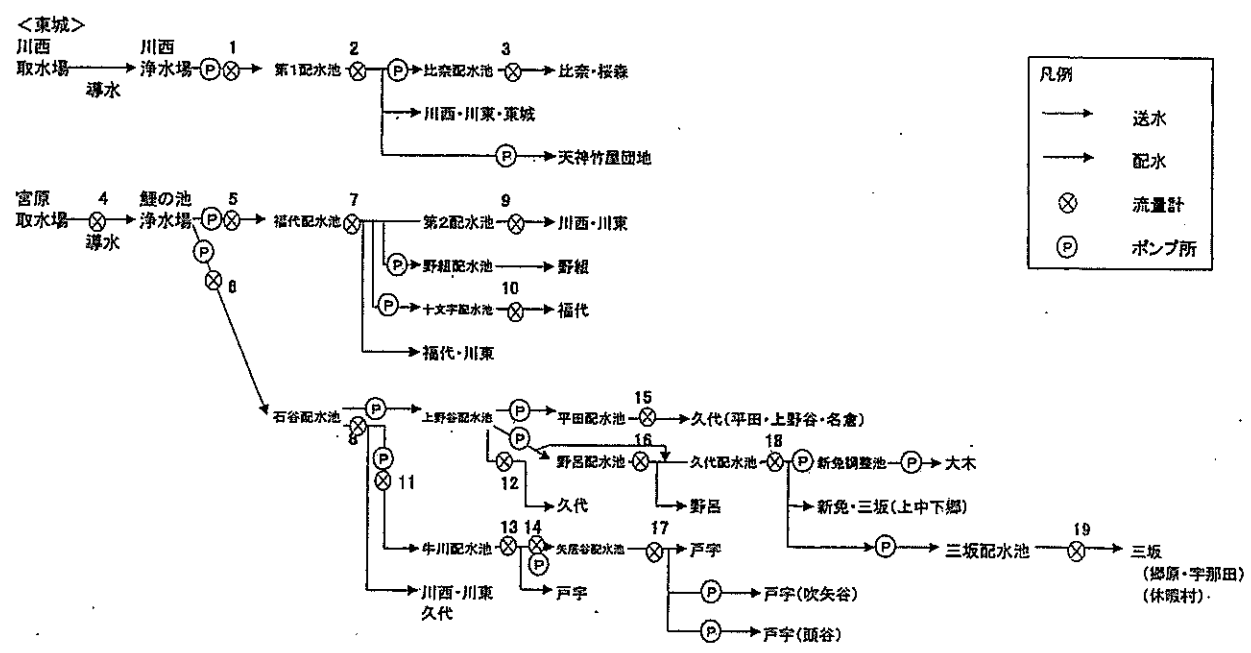 <東城>
川西
取水場
導水
川西
浄水場
P
1
第1配水池
2
P
比奈配水池
3
比奈・桜森
川西・川東・東城
P
天神竹屋団地
宮原
取水場
4
導水
鯉の池
浄水場
P
5
福代配水池
7
第2配水池
9
川西・川東
P
野組配水池
野組
P
十文字配水池
10
福代
福代・川東
P
6
石谷配水池
P
上野谷配水池
P
平田配水池
15
久代(平田・上野谷・名倉)
8
P
11
P
野呂配水池
16
久代配水池
18
P
新免調整池
P
大木
12
久代
野呂
新免・三坂(上中下郷)
牛川配水池
13
14
P
矢居谷配水池
17
戸宇
P
三坂配水池
19
三坂
(郷原・宇那田)
(休暇村)
川西・川東
久代
戸宇
P
戸宇(吹矢谷)
P
戸宇(頭谷)
凡例
送水
配水
流量計
P
ポンプ所